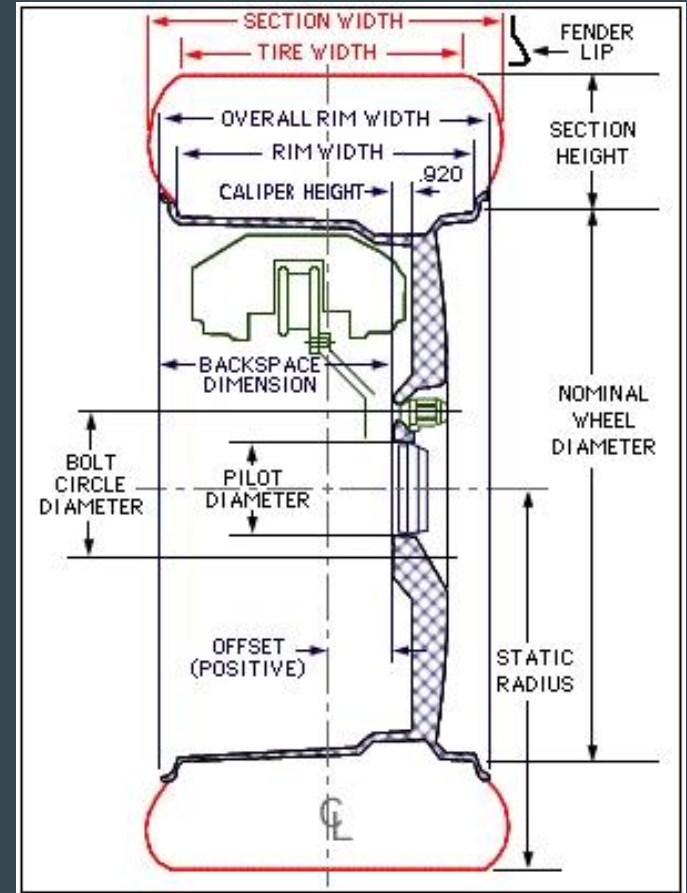 SECTION WIDTH
TIRE WIDTH
FENDER
LIP
OVERALL RIM WIDTH
RIM WIDTH
SECTION
HEIGHT
.920
CALIPER HEIGHT
BACKSPACE
DIMENSION
NOMINAL
WHEEL
DIAMETER
BOLT
CIRCLE
DIAMETER
PILOT
DIAMETER
OFFSET
(POSITIVE)
STATIC
RADIUS
CL